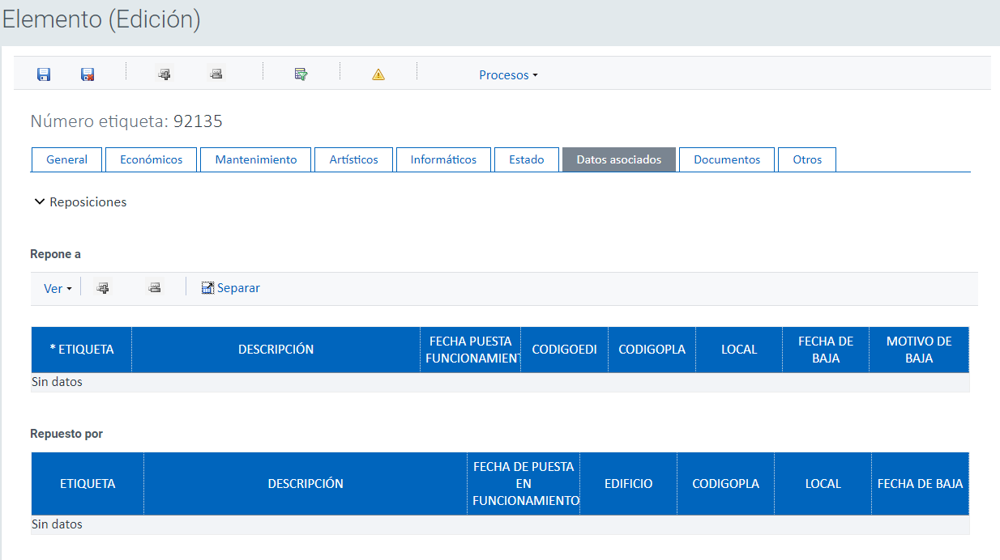 Elemento (Edición)
Procesos
Número etiqueta: 92135
General Económicos Mantenimiento Artísticos Informáticos Estado Datos asociados Documentos Otros
Reposiciones
Repone a
Ver Separar
* ETIQUETA DESCRIPCIÓN FECHA PUESTA FUNCIONAMIENT CODIGOEDI CODIGOPLA LOCAL FECHA DE BAJA MOTIVO DE BAJA
Sin datos
Repuesto por
ETIQUETA DESCRIPCIÓN FECHA DE PUESTA EN FUNCIONAMIENTO EDIFICIO CODIGOPLA LOCAL FECHA DE BAJA
Sin datos